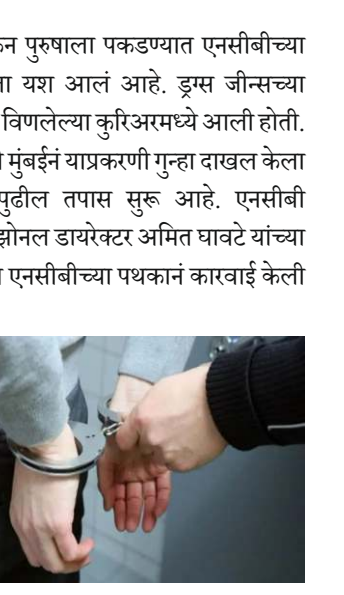 पुरुषाला पकडण्यात एनसीबीच्या
यश आलं आहे. ड्रग्स जीन्सच्या
विणलेल्या कुरिअरमध्ये आली होती.
मुंबईनं याप्रकरणी गुन्हा दाखल केला
पुढील तपास सुरू आहे. एनसीबी
झोनल डायरेक्टर अमित घावटे यांच्या
एनसीबीच्या पथकानं कारवाई केली